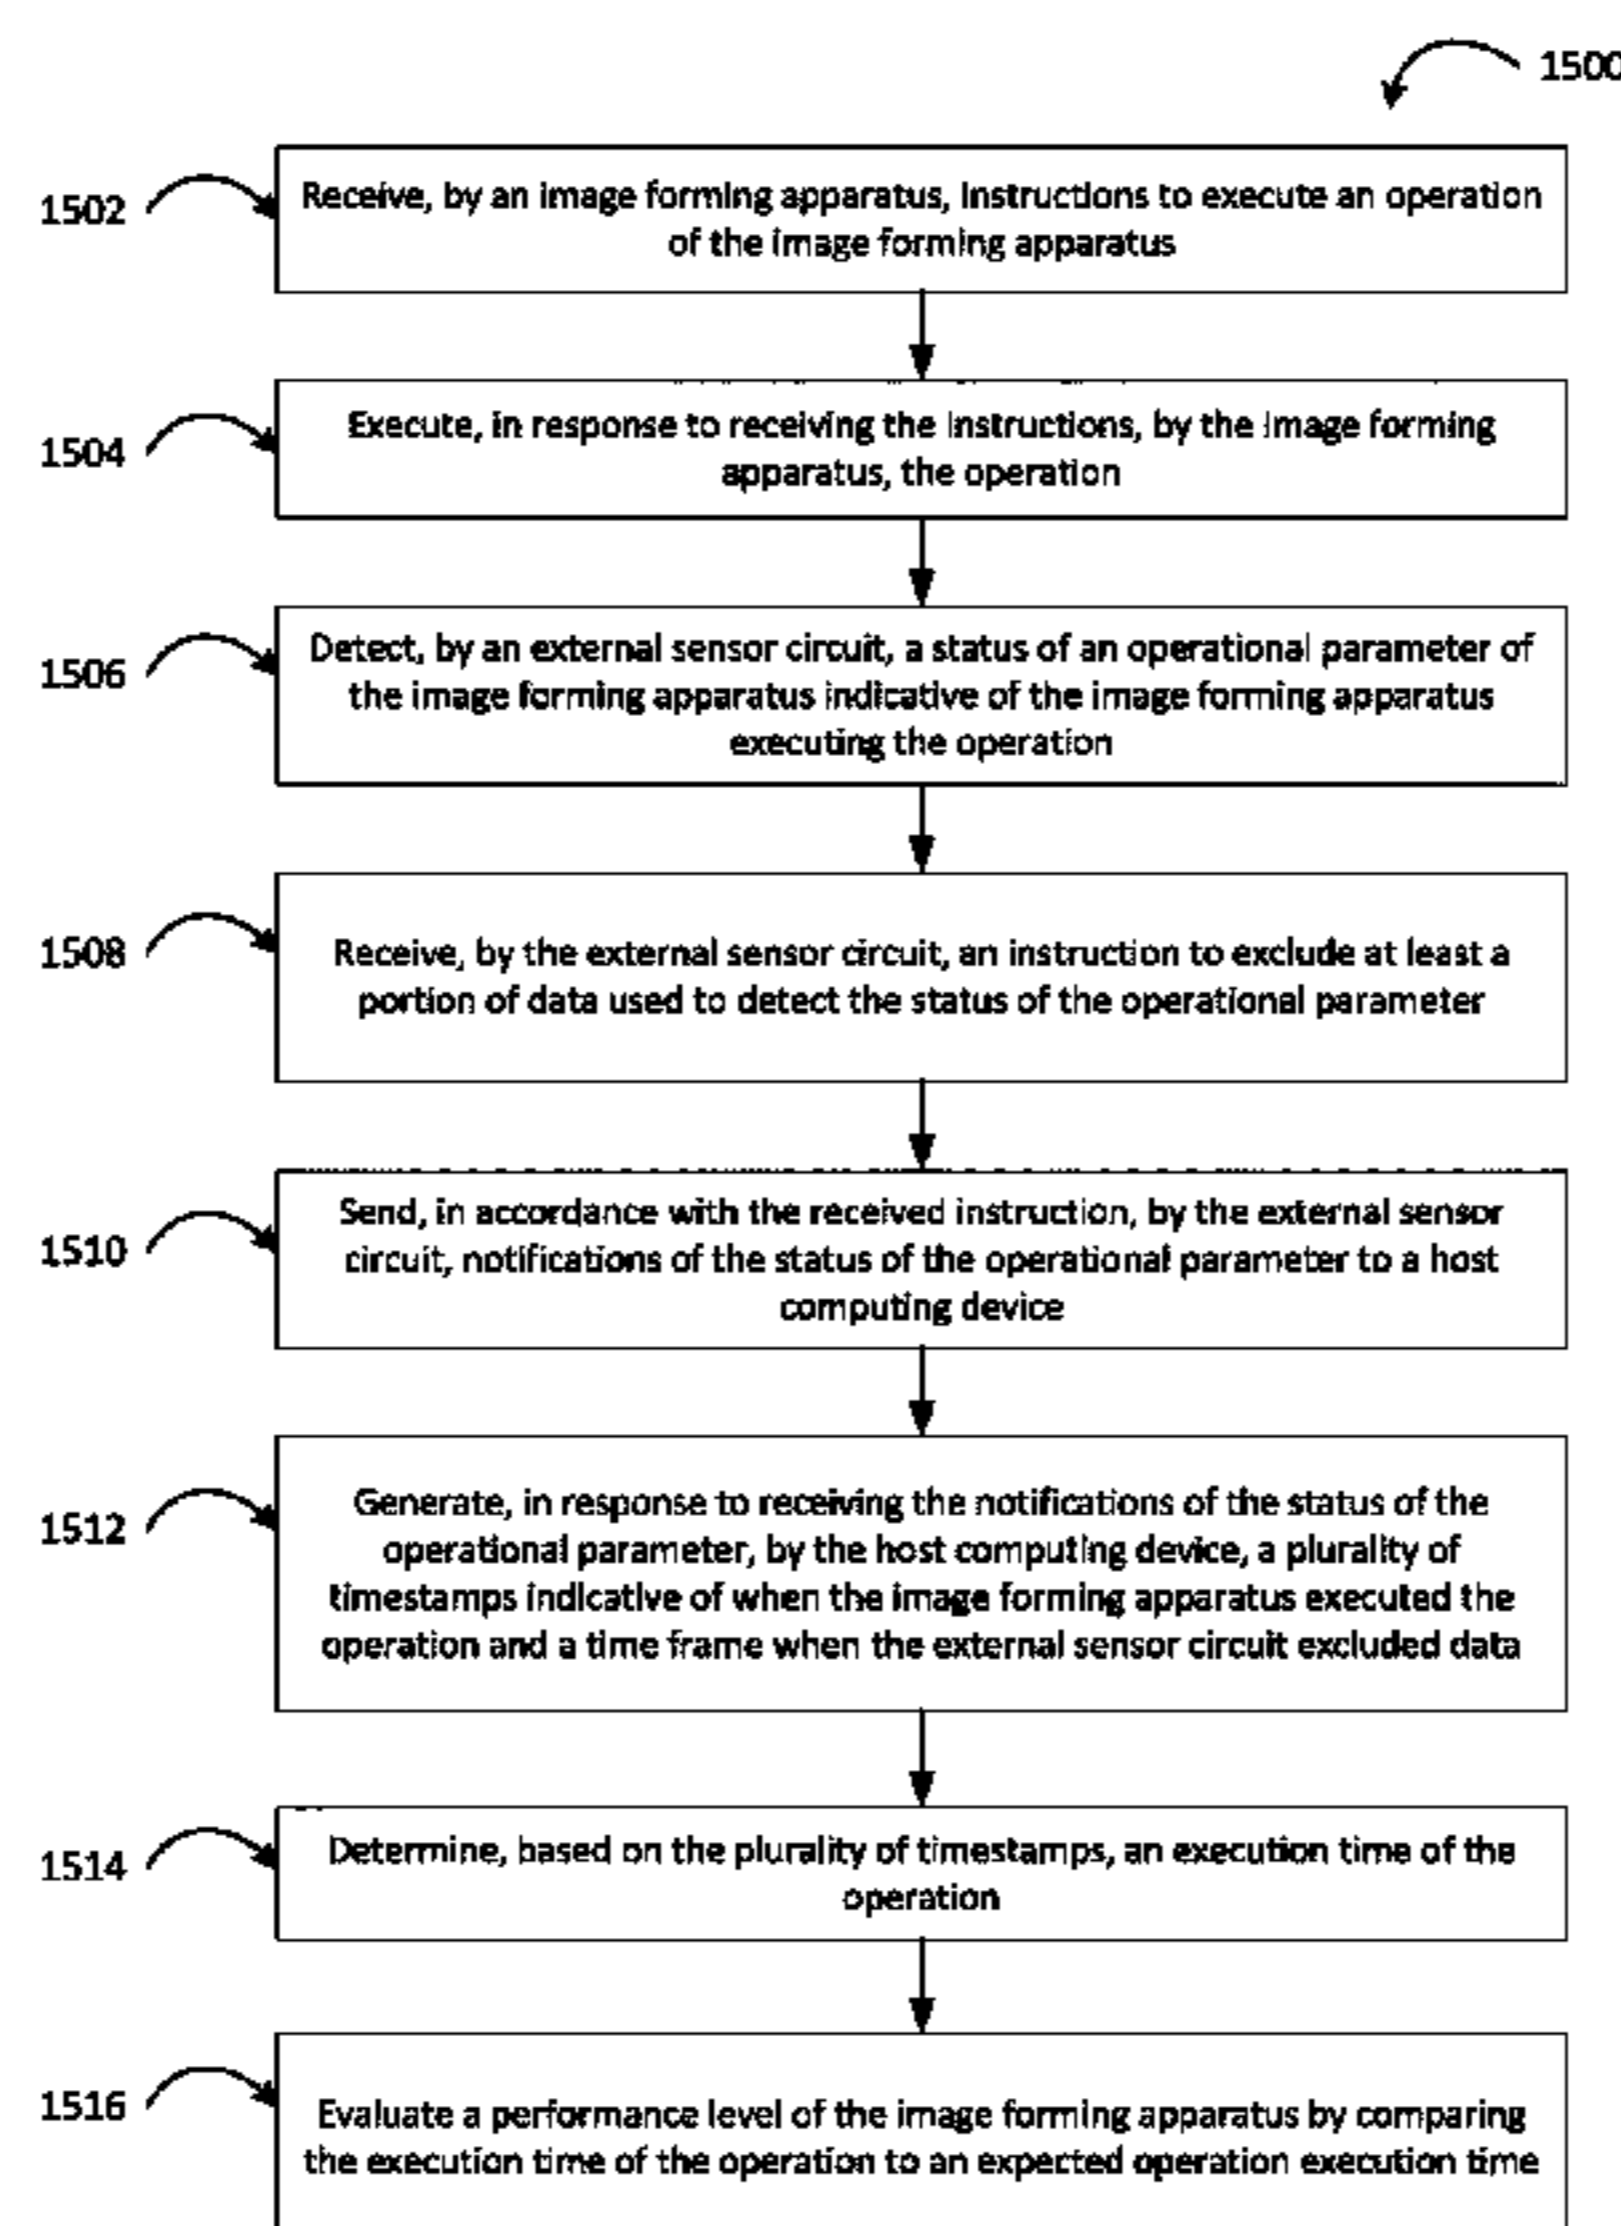 1500
1502
Receive, by an image forming apparatus, instructions to execute an operation
of the image forming apparatus
1504
Execute, in response to receiving the instructions, by the image forming
apparatus, the operation
1506
Detect, by an external sensor circuit, a status of an operational parameter of
the image forming apparatus indicative of the image forming apparatus
executing the operation
1508
Receive, by the external sensor circuit, an instruction to exclude at least a
portion of data used to detect the status of the operational parameter
1510
Send, in accordance with the received instruction, by the external sensor
circuit, notifications of the status of the operational parameter to a host
computing device
1512
Generate, in response to receiving the notifications of the status of the
operational parameter, by the host computing device, a plurality of
timestamps indicative of when the image forming apparatus executed the
operation and a time frame when the external sensor circuit excluded data
1514
Determine, based on the plurality of timestamps, an execution time of the
operation
1516
Evaluate a performance level of the image forming apparatus by comparing
the execution time of the operation to an expected operation execution time